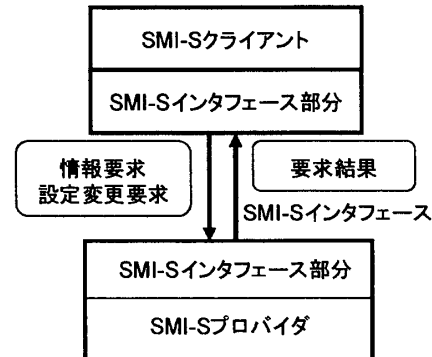 SMI-Sクライアント
SMI-Sインタフェース部分
情報要求
設定変更要求
要求結果
SMI-Sインタフェース
SMI-Sインタフェース部分
SMI-Sプロバイダ